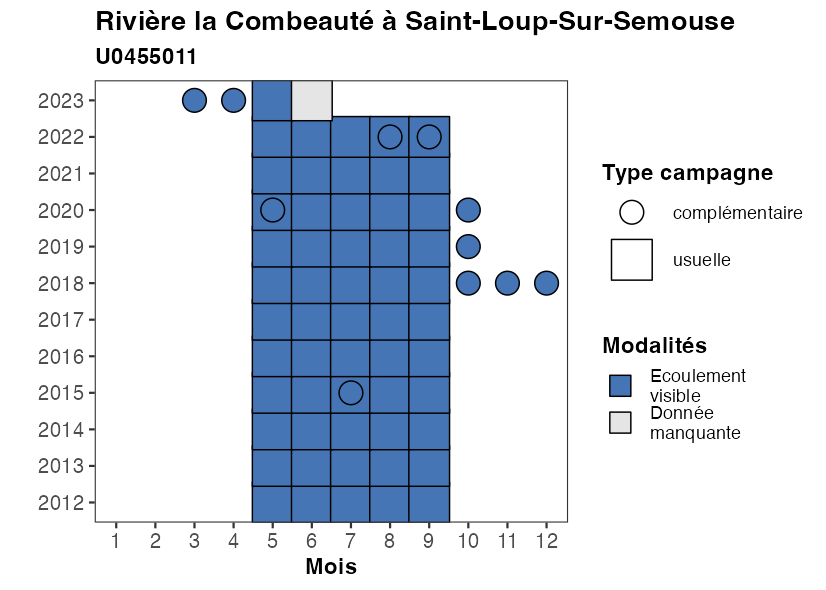 Rivière la Combeauté à Saint-Loup-Sur-Semouse
U0455011
2023
2022
2021
2020
2019
2018
2017
2016
2015
2014
2013
2012
1 2 3 4 5 6 7 8 9 10 11 12
Mois
Type campagne
complémentaire
usuelle
Modalités
Ecoulement
visible
Donnée
manquante